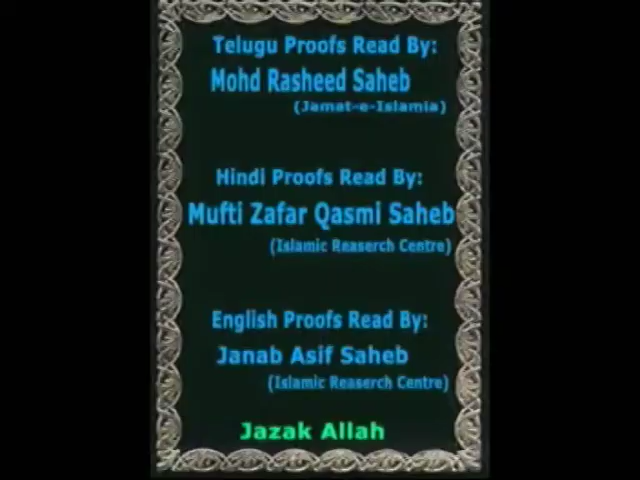 Telugu Proofs Read By:
Mohd Rasheed Saheb
(Jamat-e-Islamia)
Hindi Proofs Read By:
Mufti Zafar Qasmi Saheb
(Islamic Reaserch Centre)
English Proofs Read By:
Janab Asif Saheb
(Islamic Reaserch Centre)
Jazak Allah